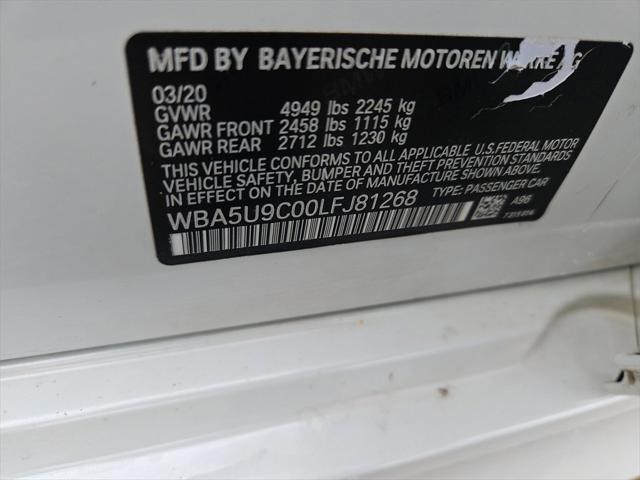 MFD BY BAYERISCHE MOTOREN WERKE AG
03/20
GVWR 4949 lbs 2245 kg
GAWR FRONT 2458 lbs 1115 kg
GAWR REAR 2712 lbs 1230 kg
THIS VEHICLE CONFORMS TO ALL APPLICABLE U.S.FEDERAL MOTOR
VEHICLE SAFETY, BUMPER AND THEFT PREVENTION STANDARDS
IN EFFECT ON THE DATE OF MANUFACTURE SHOWN ABOVE
WBA5U9C00LFJ81268 TYPE: PASSENGER CAR
A96